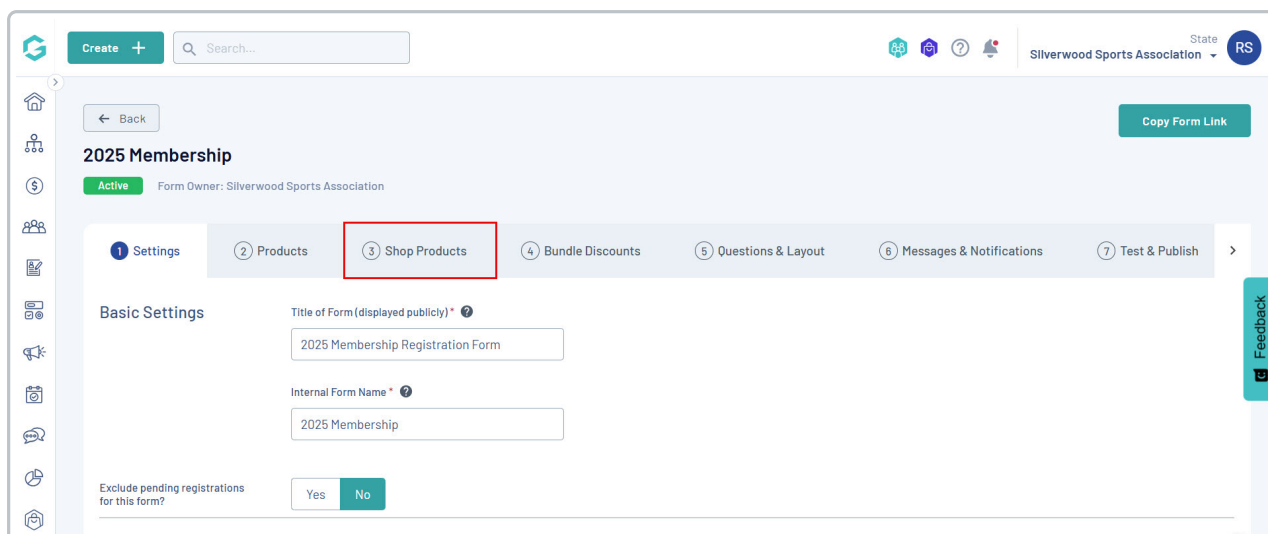 Create +
Search...
State
Silverwood Sports Association
RS
← Back
Copy Form Link
2025 Membership
Active
Form Owner: Silverwood Sports Association
1 Settings
2 Products
3 Shop Products
4 Bundle Discounts
5 Questions & Layout
6 Messages & Notifications
7 Test & Publish
Basic Settings
Title of Form (displayed publicly) *
2025 Membership Registration Form
Internal Form Name *
2025 Membership
Exclude pending registrations
for this form?
Yes
No
Feedback